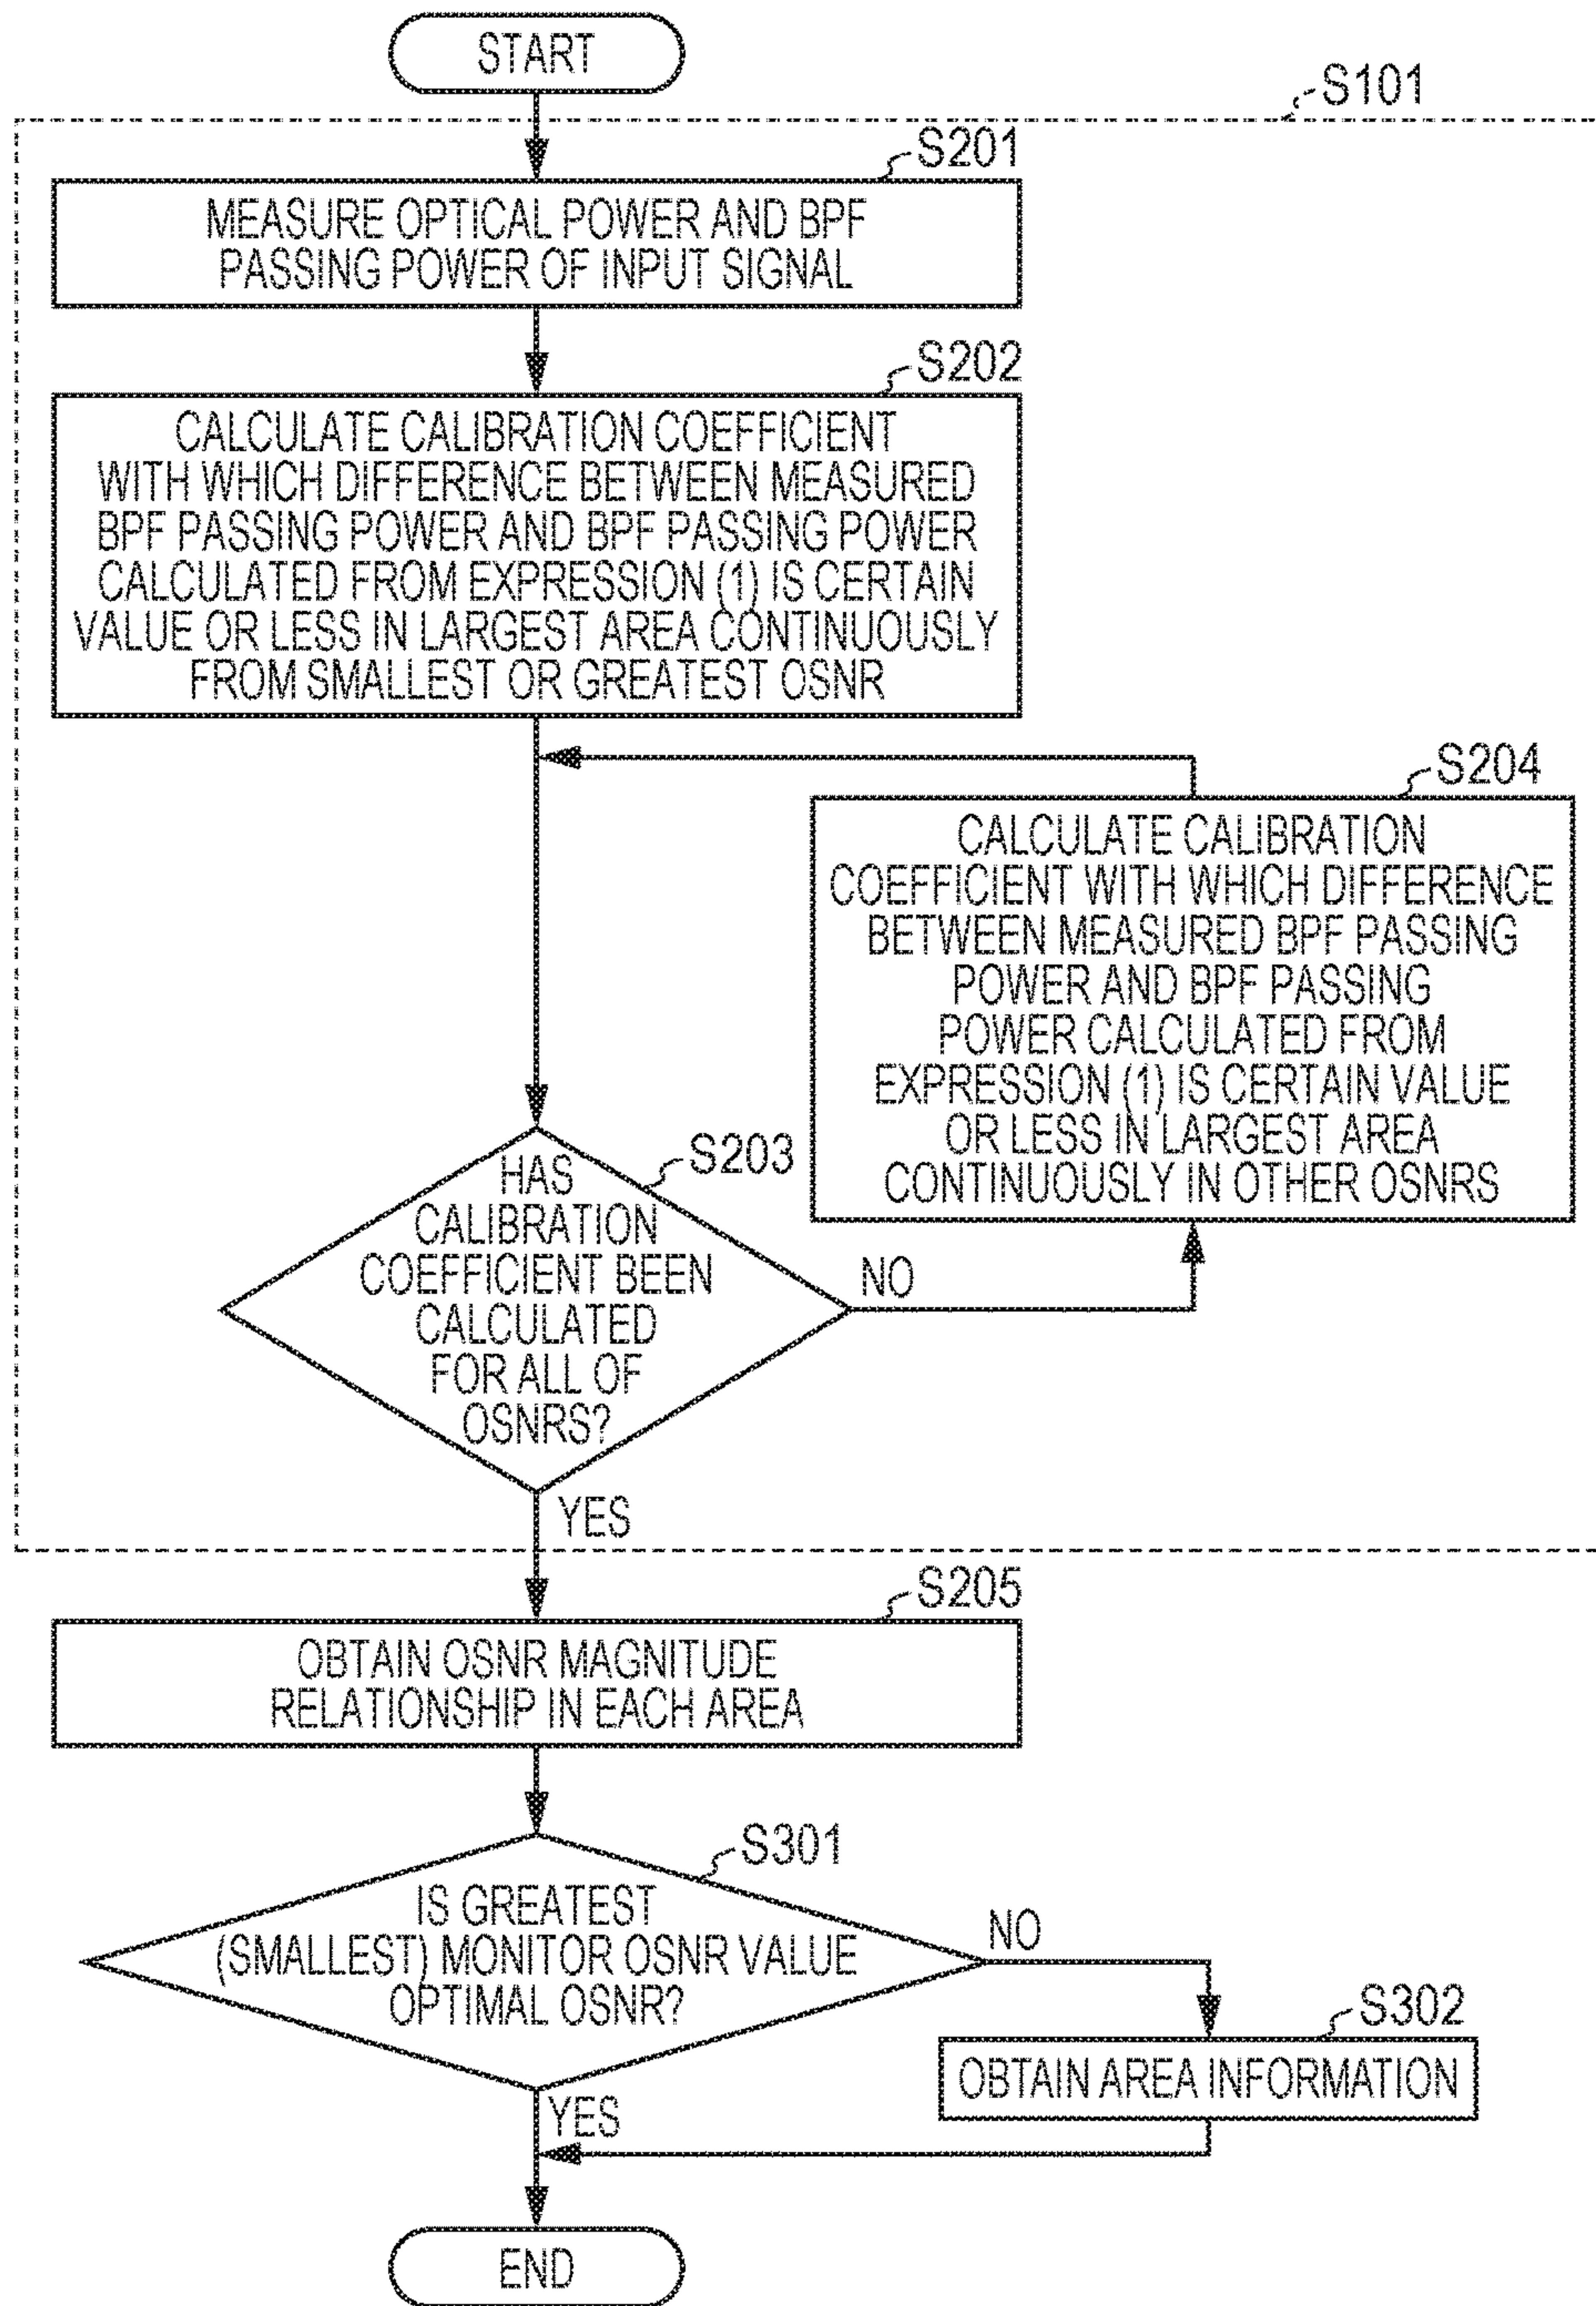 START
S101
S201
MEASURE OPTICAL POWER AND BPF
PASSING POWER OF INPUT SIGNAL
S202
CALCULATE CALIBRATION COEFFICIENT
WITH WHICH DIFFERENCE BETWEEN MEASURED
BPF PASSING POWER AND BPF PASSING POWER
CALCULATED FROM EXPRESSION (1) IS CERTAIN
VALUE OR LESS IN LARGEST AREA CONTINUOUSLY
FROM SMALLEST OR GREATEST OSNR
S204
CALCULATE CALIBRATION
COEFFICIENT WITH WHICH DIFFERENCE
BETWEEN MEASURED BPF PASSING
POWER AND BPF PASSING
POWER CALCULATED FROM
EXPRESSION (1) IS CERTAIN VALUE
OR LESS IN LARGEST AREA
CONTINUOUSLY IN OTHER OSNRS
S203
HAS
CALIBRATION
COEFFICIENT BEEN
CALCULATED
FOR ALL OF
OSNRS?
NO
YES
S205
OBTAIN OSNR MAGNITUDE
RELATIONSHIP IN EACH AREA
S301
IS GREATEST
(SMALLEST) MONITOR OSNR VALUE
OPTIMAL OSNR?
NO
S302
OBTAIN AREA INFORMATION
YES
END